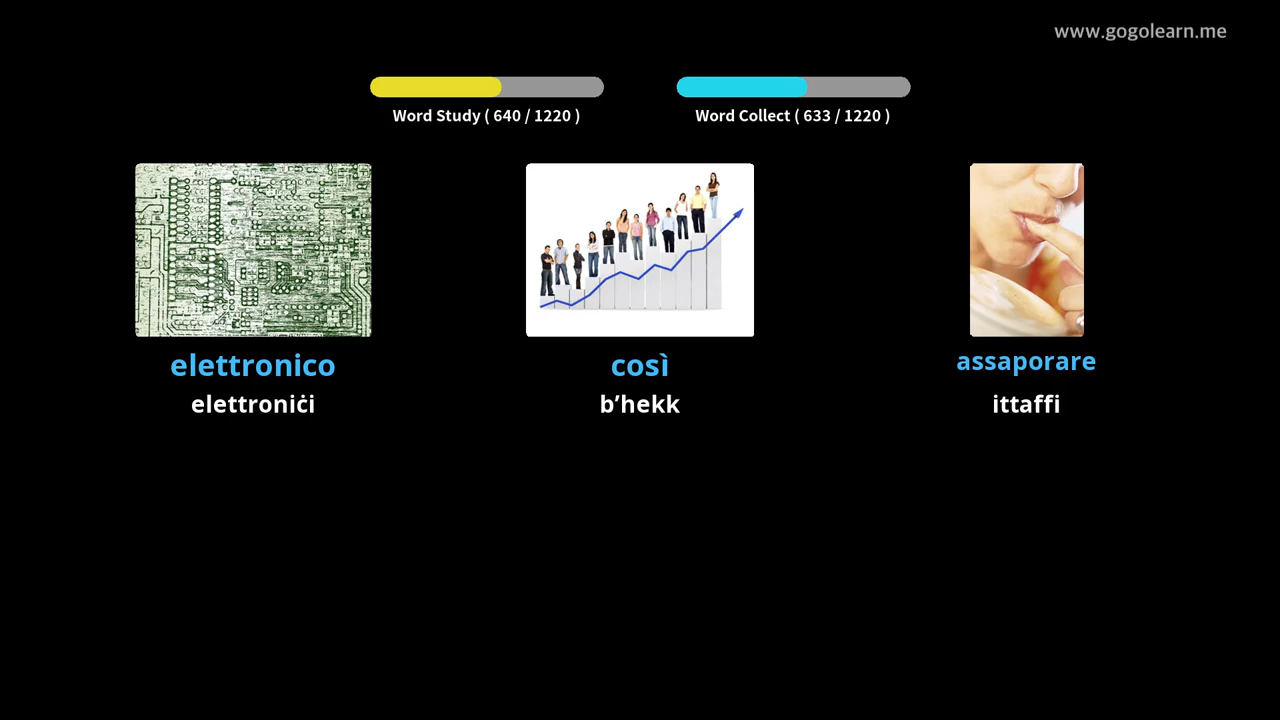 www.gogolearn.me
Word Study ( 640 / 1220 )
Word Collect ( 633 / 1220 )
elettronico
elettroniċi
così
b’hekk
assaporare
ittaffi